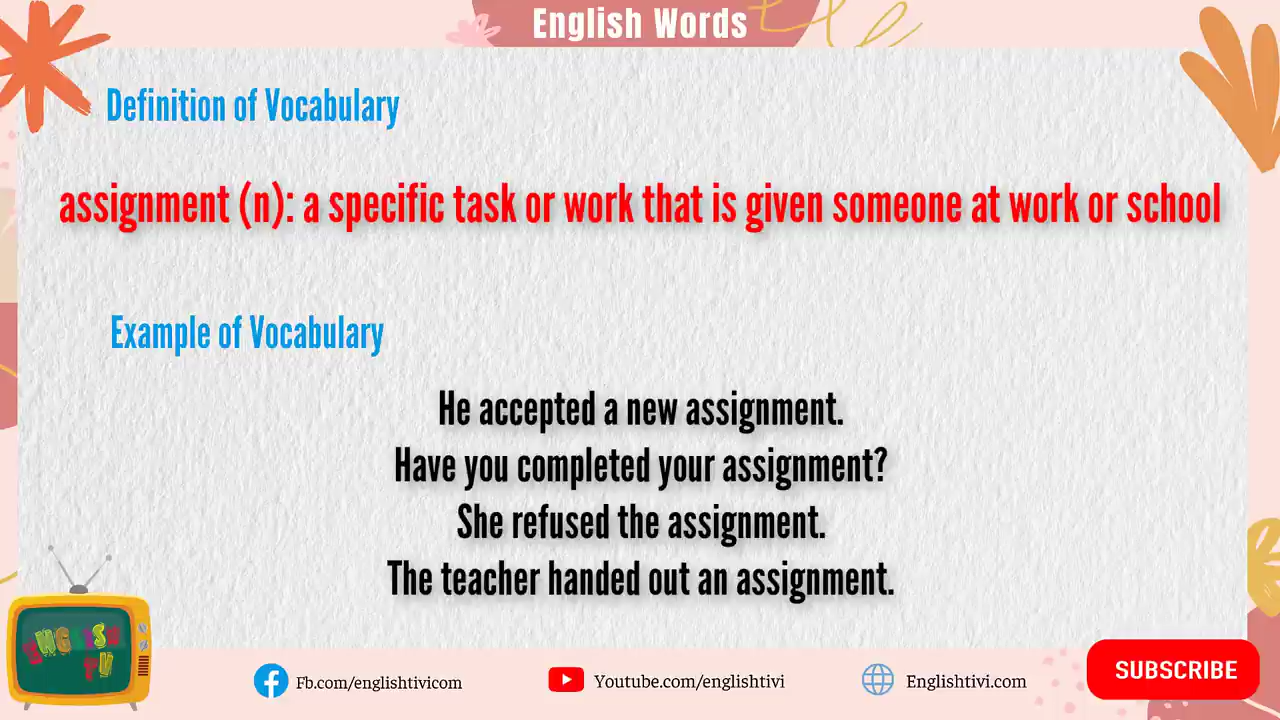 English Words
Definition of Vocabulary
assignment (n): a specific task or work that is given someone at work or school
Example of Vocabulary
He accepted a new assignment.
Have you completed your assignment?
She refused the assignment.
The teacher handed out an assignment.
ENGLISH
TV
Fb.com/englishtivicom
Youtube.com/englishtivi
Englishtivi.com
SUBSCRIBE